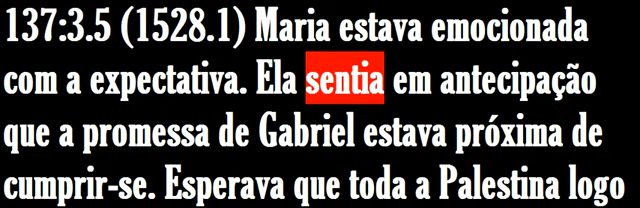 137:3.5 (1528.1) Maria estava emocionada
com a expectativa. Ela sentia em antecipação
que a promessa de Gabriel estava próxima de
cumprir-se. Esperava que toda a Palestina logo